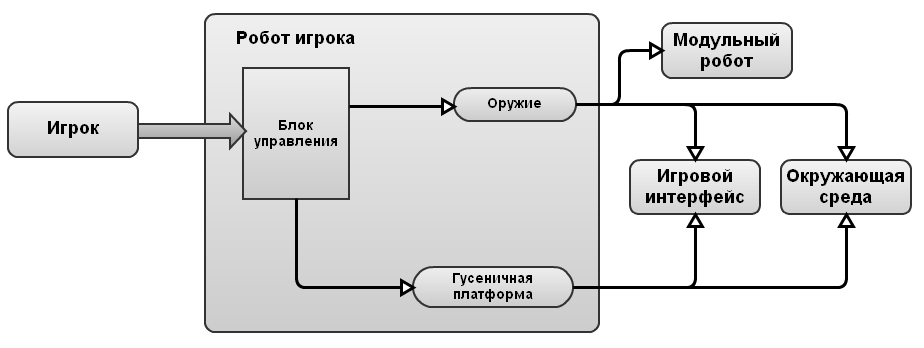 Робот игрока
Игрок
Блок
управления
Оружие
Гусеничная
платформа
Модульный
робот
Игровой
интерфейс
Окружающая
среда